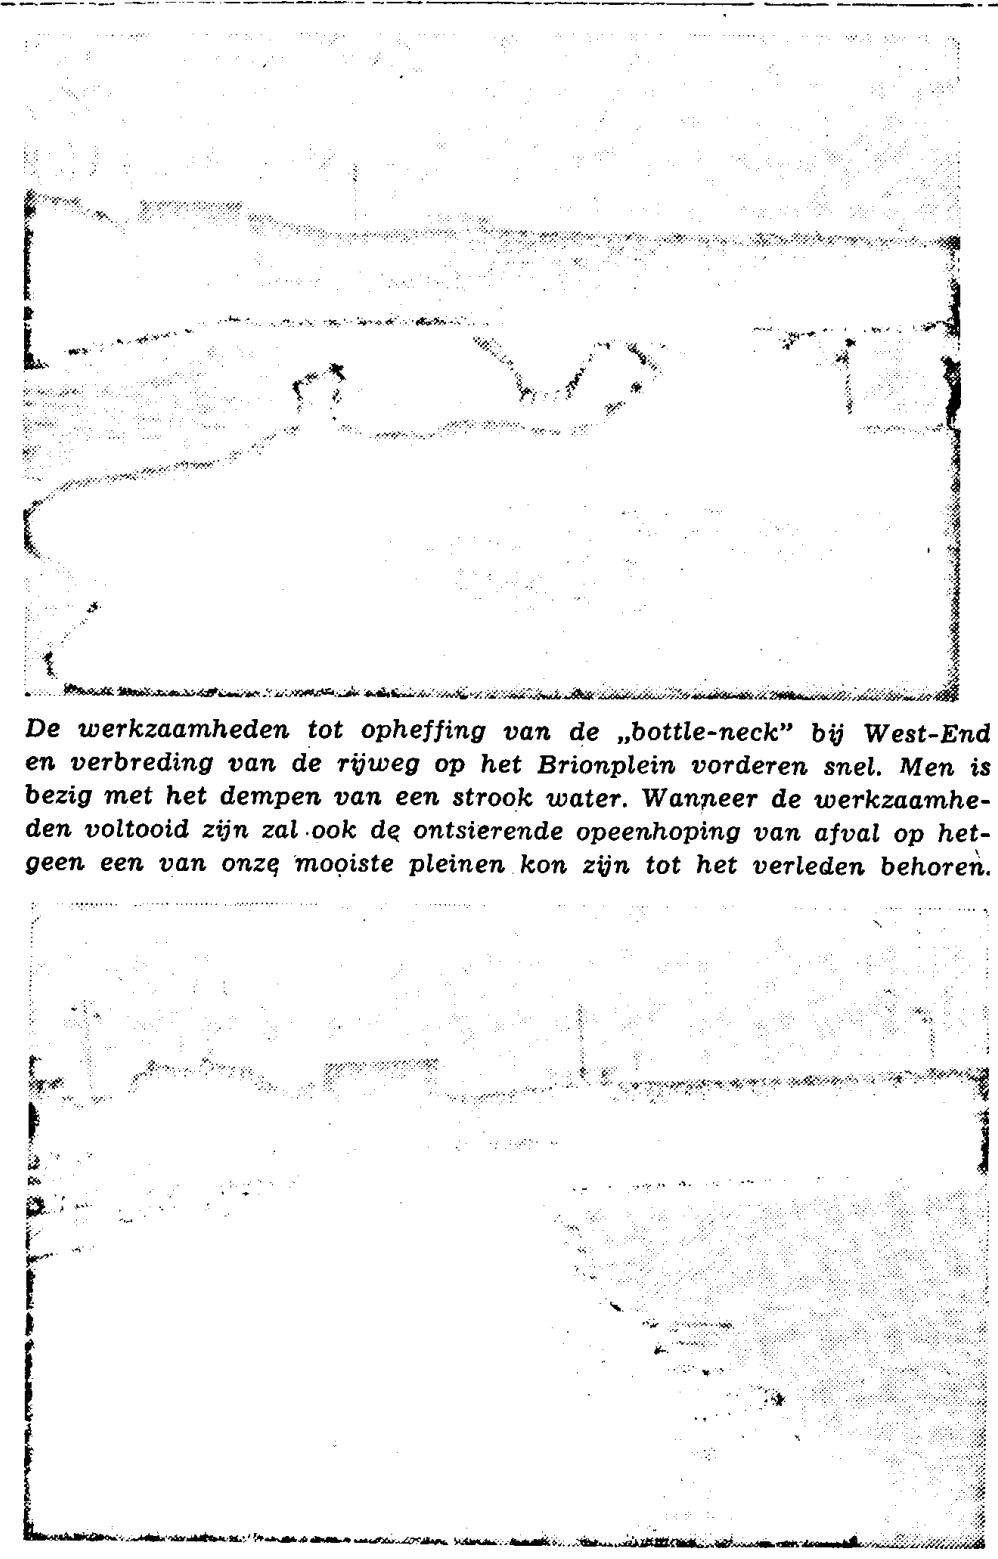 De werkzaamheden tot opheffing van de „bottle-neck” bij West-End
en verbreding van de rijweg op het Brionplein vorderen snel. Men is
bezig met het dempen van een strook water. Wanneer de werkzaamhe-
den voltooid zijn zal ook de ontsierende opeenhoping van afval op het-
geen een van onze mooiste pleinen kon zijn tot het verleden behoren.